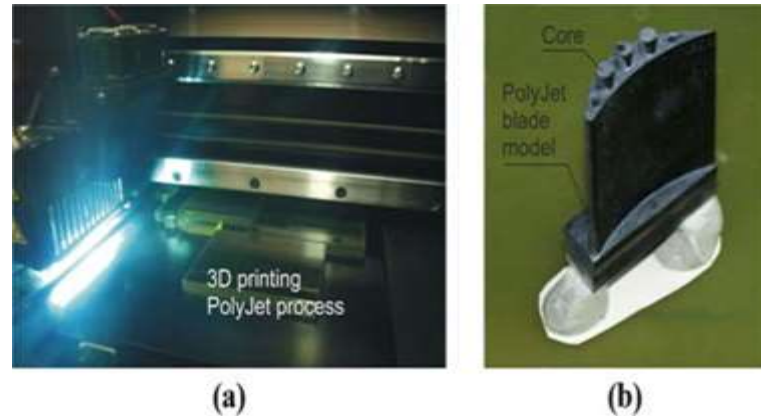 3D printing
PolyJet process
Core
PolyJet
blade
model
(a)
(b)